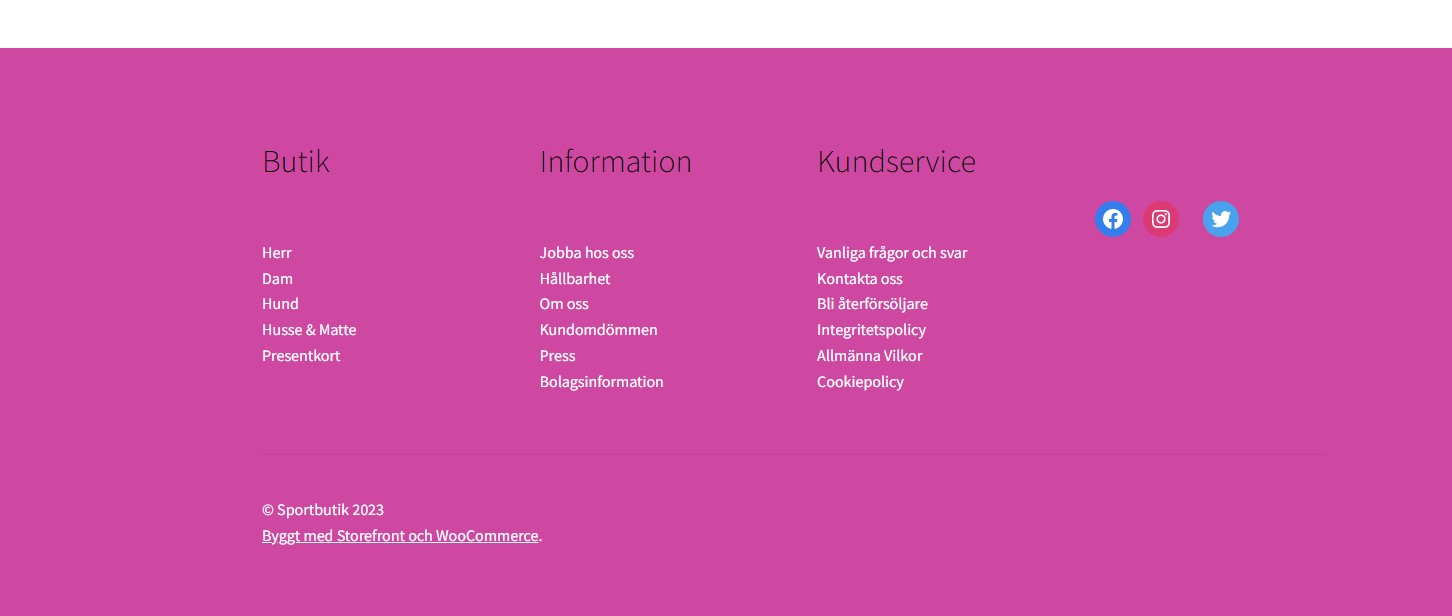 Butik
Herr
Dam
Hund
Husse & Matte
Presentkort
Information
Jobba hos oss
Hållbarhet
Om oss
Kundomdömmen
Press
Bolagsinformation
Kundservice
Vanliga frågor och svar
Kontakta oss
Bli återförsöljare
Integritetspolicy
Allmänna Vilkor
Cookiepolicy
© Sportbutik 2023
Byggt med Storefront och WooCommerce.